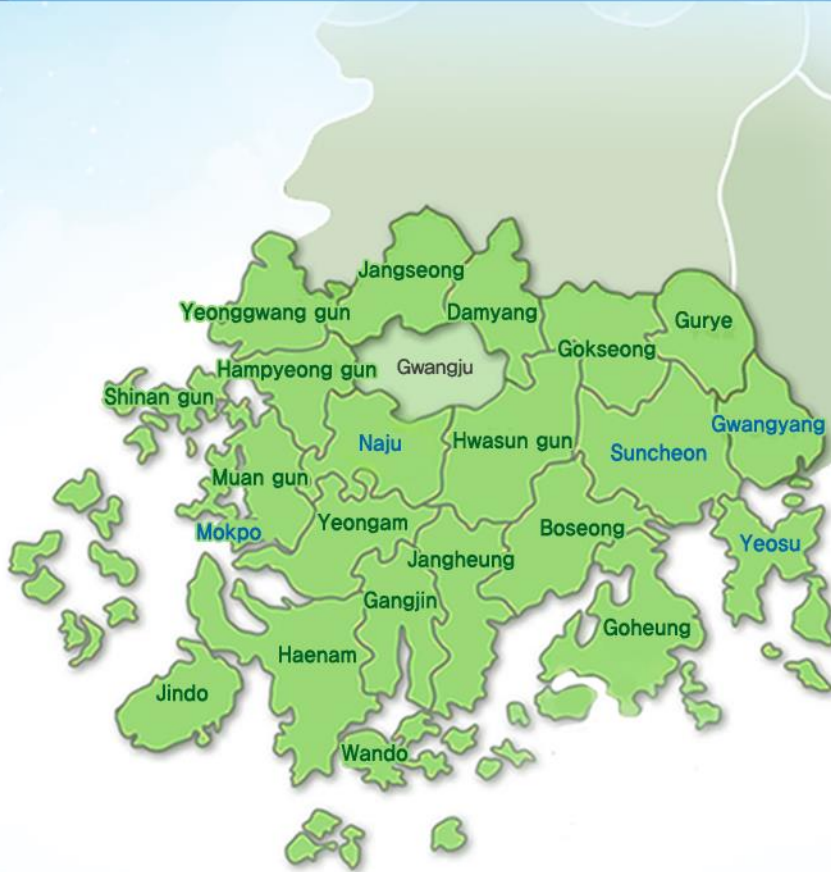 Jangseong
Yeonggwang gun
Damyang
Gurye
Gokseong
Hampyeong gun
Gwangju
Shinan gun
Gwangyang
Naju
Hwasun gun
Suncheon
Muan gun
Mokpo
Yeongam
Boseong
Yeosu
Jangheung
Gangjin
Goheung
Haenam
Jindo
Wando